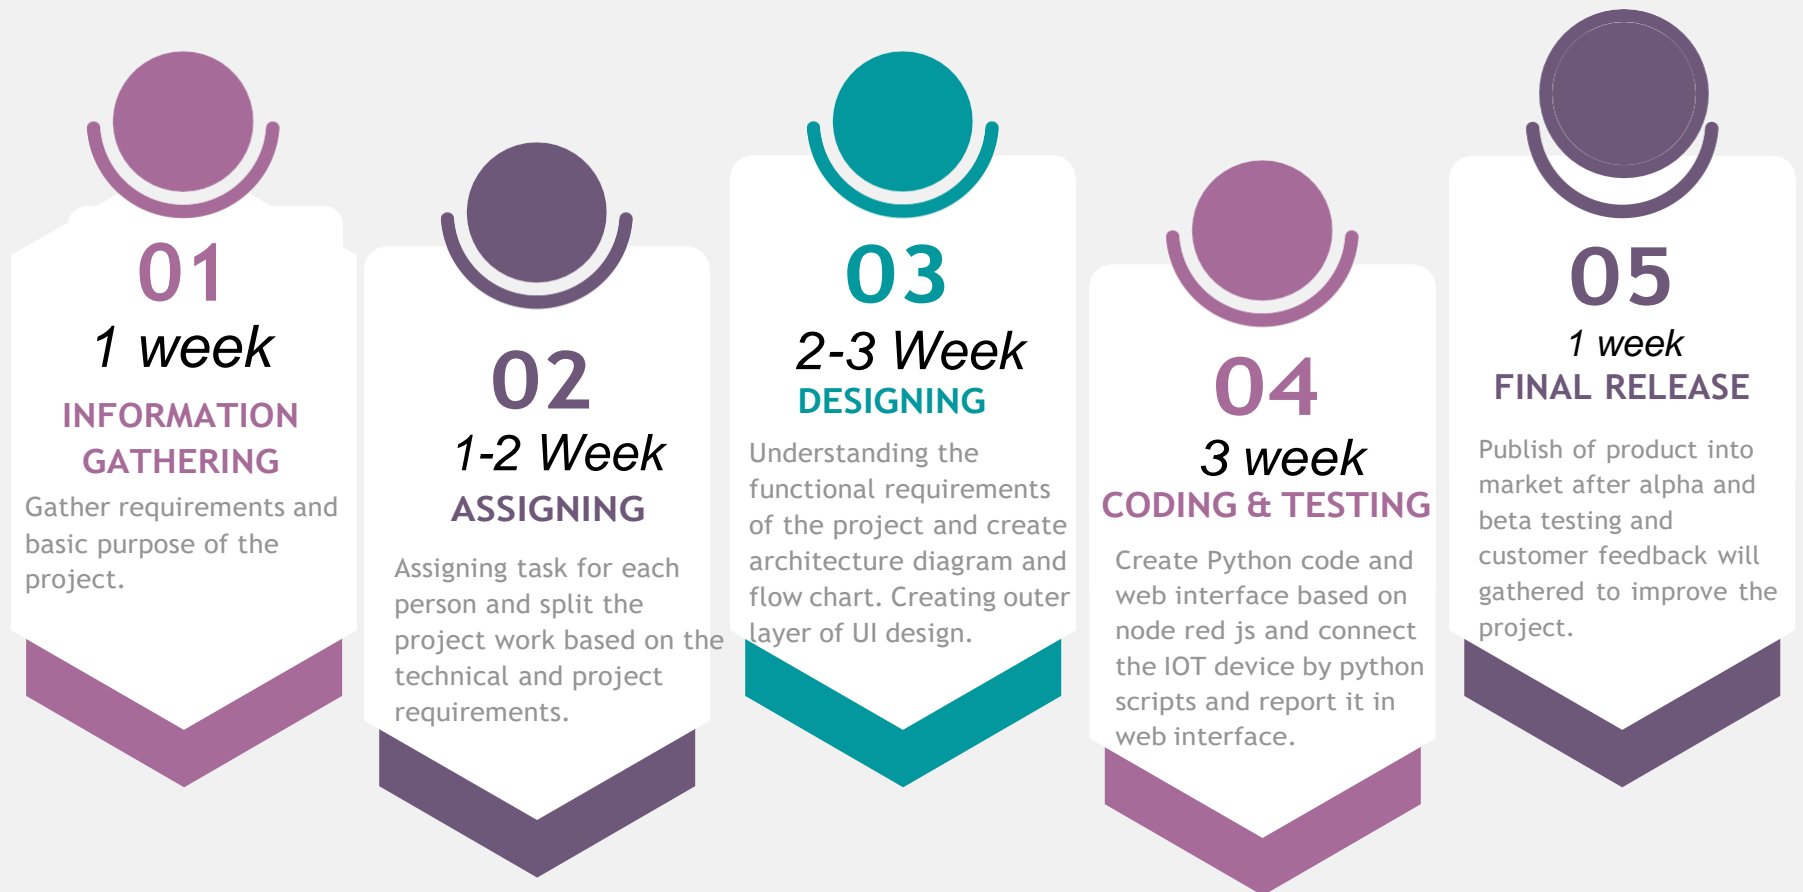 01
1 week
INFORMATION
GATHERING
Gather requirements and
basic purpose of the
project.
02
1-2 Week
ASSIGNING
Assigning task for each
person and split the
project work based on the
technical and project
requirements.
03
2-3 Week
DESIGNING
Understanding the
functional requirements
of the project and create
architecture diagram and
flow chart. Creating outer
layer of UI design.
04
3 week
CODING & TESTING
Create Python code and
web interface based on
node red js and connect
the IOT device by python
scripts and report it in
web interface.
05
1 week
FINAL RELEASE
Publish of product into
market after alpha and
beta testing and
customer feedback will
gathered to improve the
project.